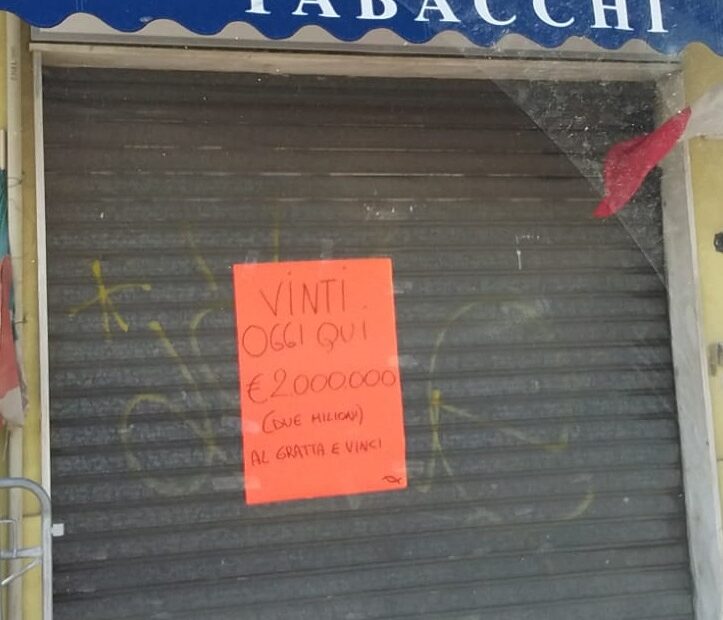 TABACCHI
VINTI
OGGI QUI
€ 2.000.000
(DUE MILIONI)
AL GRATTA E VINCI